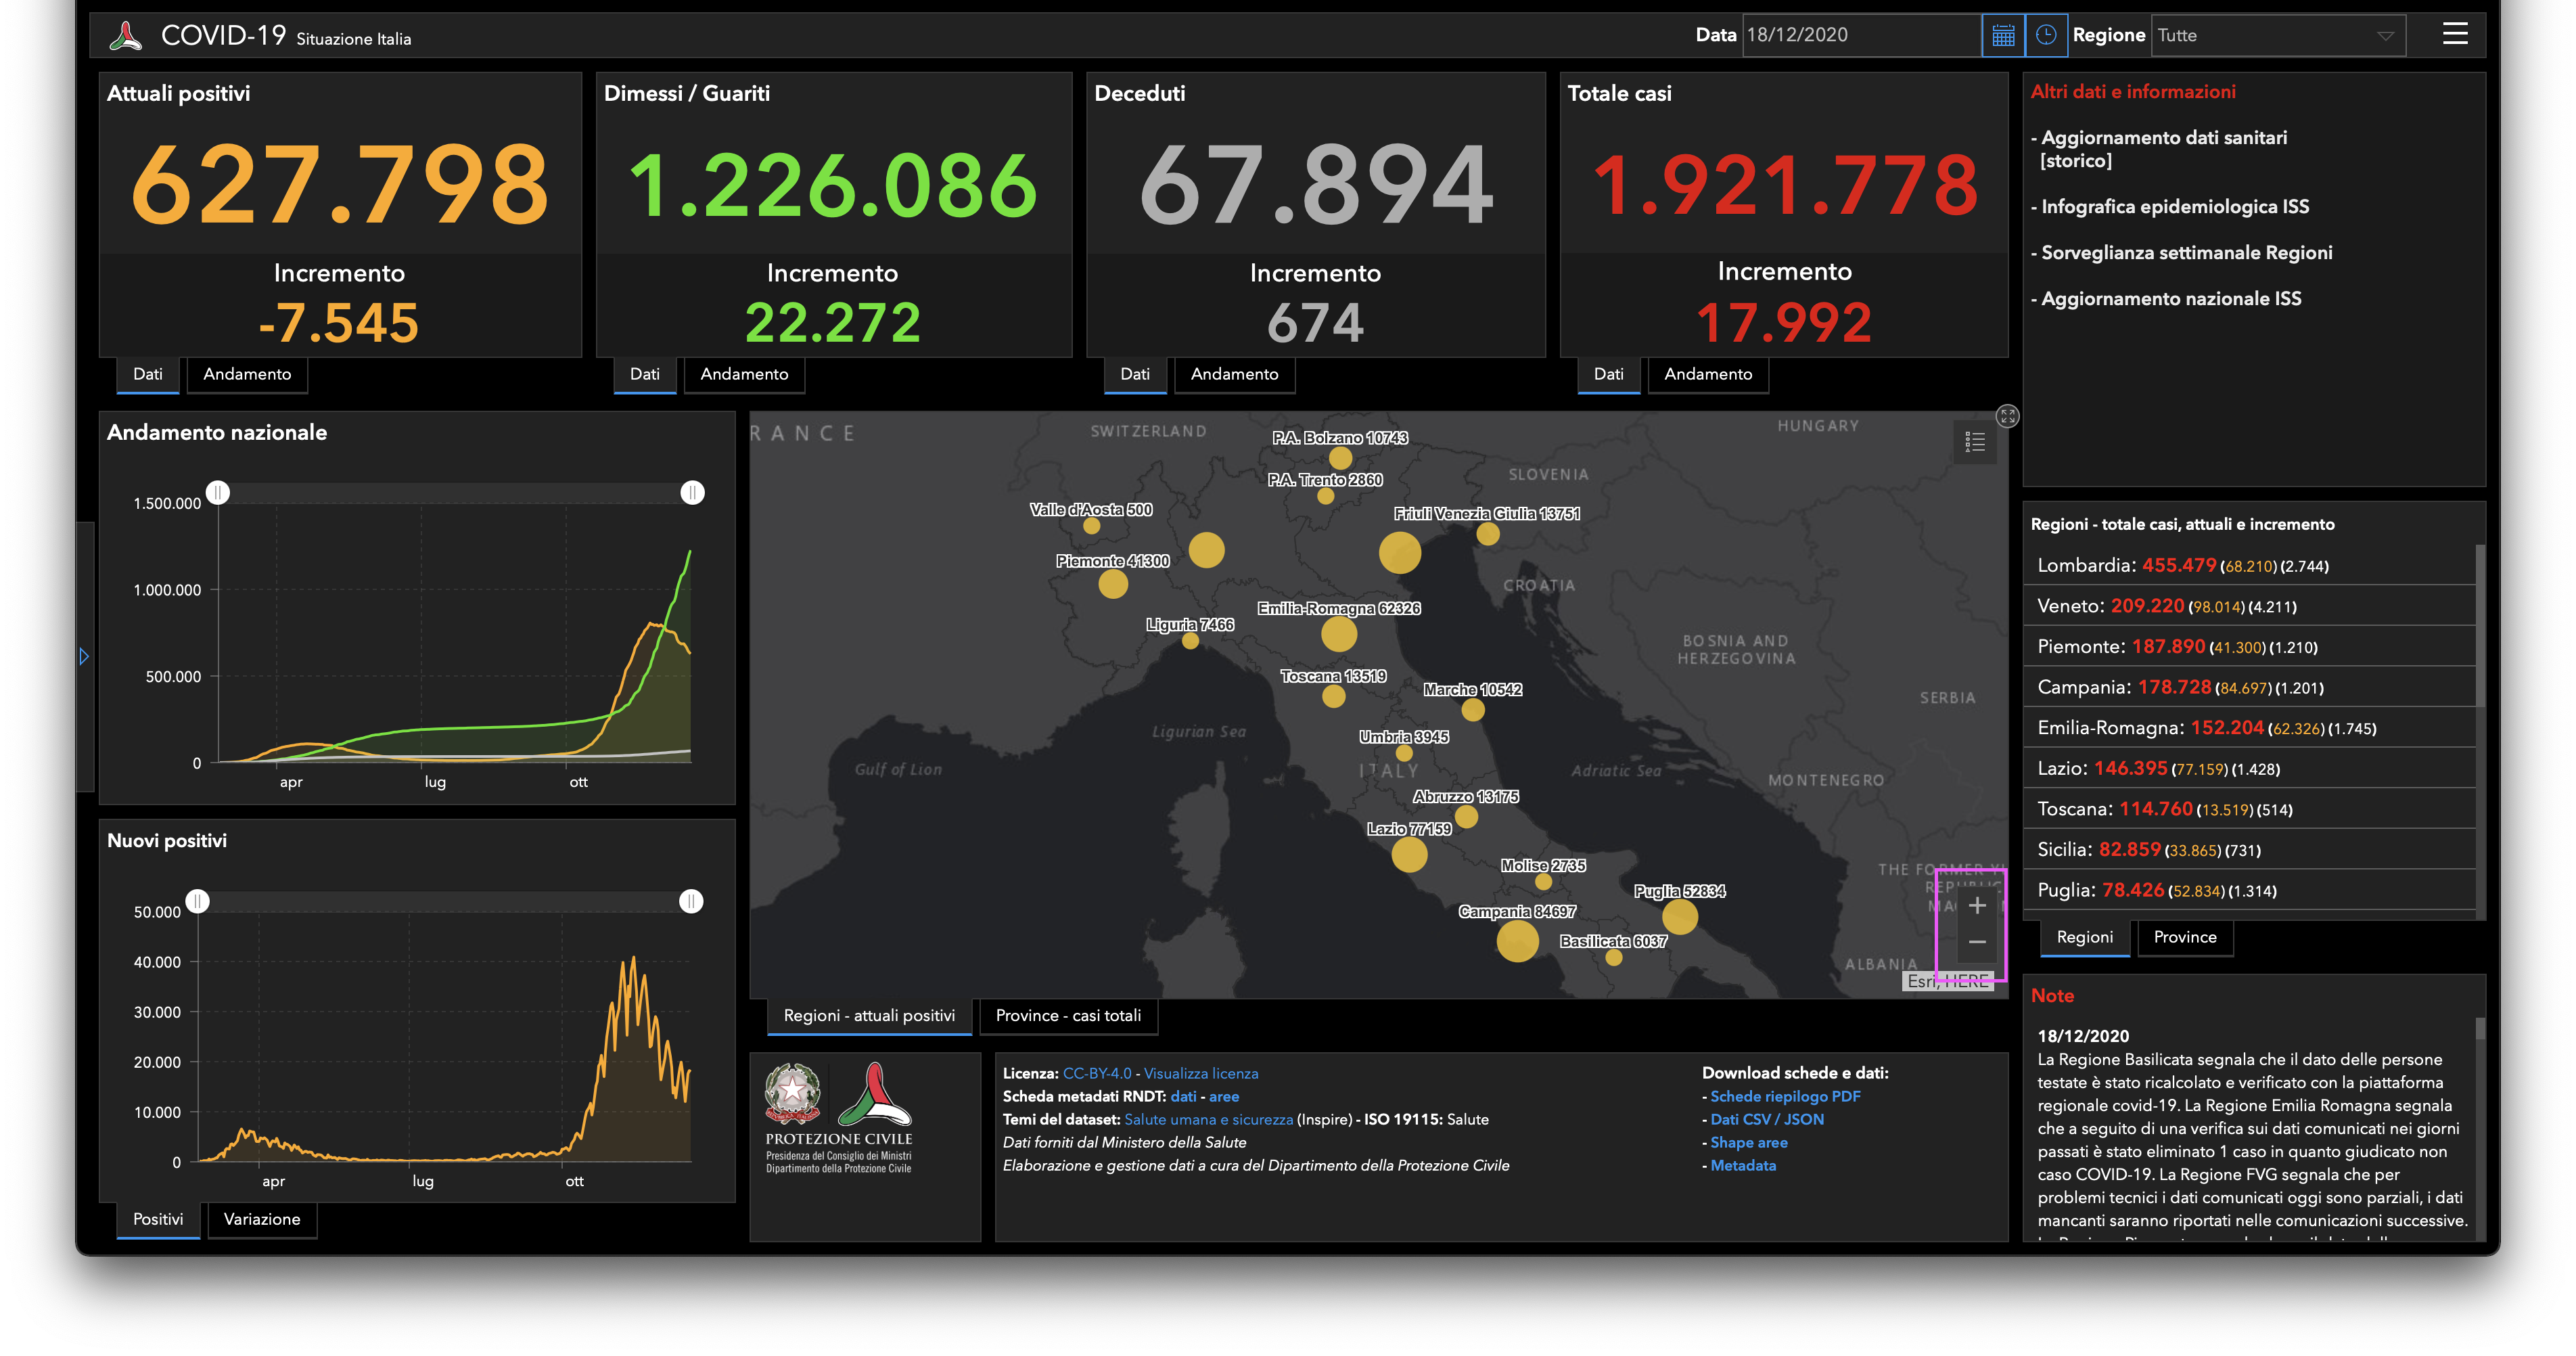 COVID-19 Situazione Italia
Data 18/12/2020
Regione Tutte
Attuali positivi
627.798
Incremento
-7.545
Dati Andamento
Dimessi / Guariti
1.226.086
Incremento
22.272
Dati Andamento
Deceduti
67.894
Incremento
674
Dati Andamento
Totale casi
1.921.778
Incremento
17.992
Dati Andamento
Altri dati e informazioni
- Aggiornamento dati sanitari
[storico]
- Infografica epidemiologica ISS
- Sorveglianza settimanale Regioni
- Aggiornamento nazionale ISS
Andamento nazionale
1.500.000
1.000.000
500.000
0
apr lug ott
Nuovi positivi
50.000
40.000
30.000
20.000
10.000
0
apr lug ott
Positivi Variazione
RANCE
SWITZERLAND
HUNGARY
P.A. Bolzano 10743
SLOVENIA
P.A. Trento 2860
Valle d'Aosta 500
Friuli Venezia Giulia 13751
Piemonte 41300
CROATIA
Emilia-Romagna 62326
Liguria 7466
BOSNIA AND
HERZEGOVINA
Toscana 13519
Marche 10542
SERBIA
Ligurian Sea
Umbria 3945
Gulf of Lion
ITALY
Adriatic Sea
MONTENEGRO
Abruzzo 13175
Lazio 77159
Molise 2735
THE FORMER
Puglia 52834
Campania 84697
+
Basilicata 6037
−
ALBANIA
Esri, HERE
Regioni - attuali positivi Province - casi totali
Regioni - totale casi, attuali e incremento
Lombardia: 455.479 (68.210) (2.744)
Veneto: 209.220 (98.014) (4.211)
Piemonte: 187.890 (41.300) (1.210)
Campania: 178.728 (84.697) (1.201)
Emilia-Romagna: 152.204 (62.326) (1.745)
Lazio: 146.395 (77.159) (1.428)
Toscana: 114.760 (13.519) (514)
Sicilia: 82.859 (33.865) (731)
Puglia: 78.426 (52.834) (1.314)
Regioni Province
PROTEZIONE CIVILE
Presidenza del Consiglio dei Ministri
Dipartimento della Protezione Civile
Licenza: CC-BY-4.0 - Visualizza licenza
Scheda metadati RNDT: dati - aree
Temi del dataset: Salute umana e sicurezza (Inspire) - ISO 19115: Salute
Dati forniti dal Ministero della Salute
Elaborazione e gestione dati a cura del Dipartimento della Protezione Civile
Download schede e dati:
- Schede riepilogo PDF
- Dati CSV / JSON
- Shape aree
- Metadata
Note
18/12/2020
La Regione Basilicata segnala che il dato delle persone
testate è stato ricalcolato e verificato con la piattaforma
regionale covid-19. La Regione Emilia Romagna segnala
che a seguito di una verifica sui dati comunicati nei giorni
passati è stato eliminato 1 caso in quanto giudicato non
caso COVID-19. La Regione FVG segnala che per
problemi tecnici i dati comunicati oggi sono parziali, i dati
mancanti saranno riportati nelle comunicazioni successive.